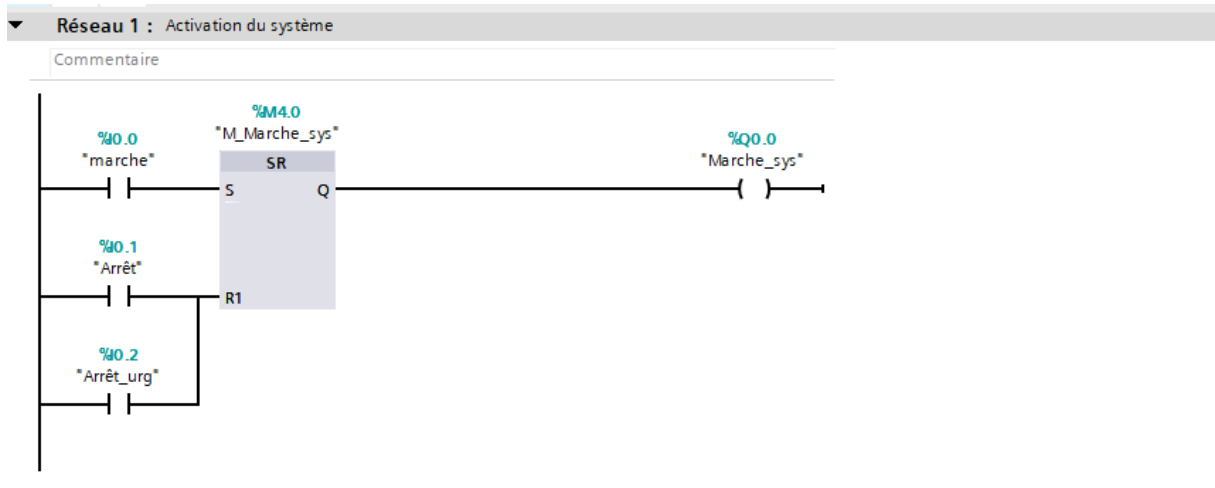 Réseau 1 : Activation du système
Commentaire
%M4.0
%I0.0
"M_Marche_sys"
%Q0.0
"marche"
SR
"Marche_sys"
S
Q
%I0.1
"Arrêt"
R1
%I0.2
"Arrêt_urg"